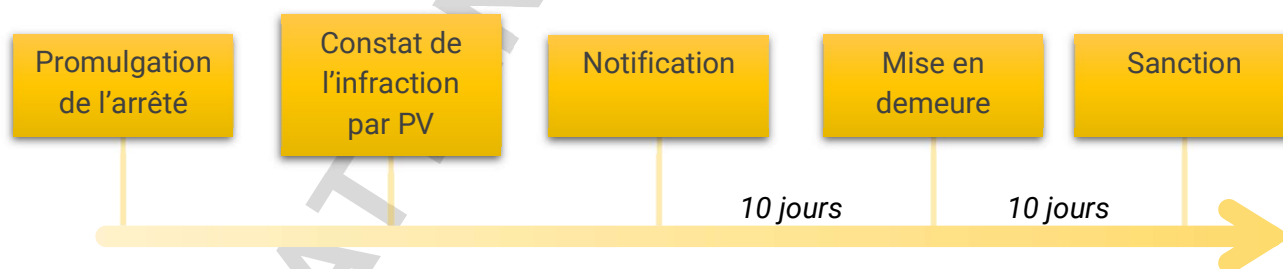 Promulgation
de l’arrêté
Constat de
l’infraction
par PV
Notification
Mise en
demeure
Sanction
10 jours
10 jours